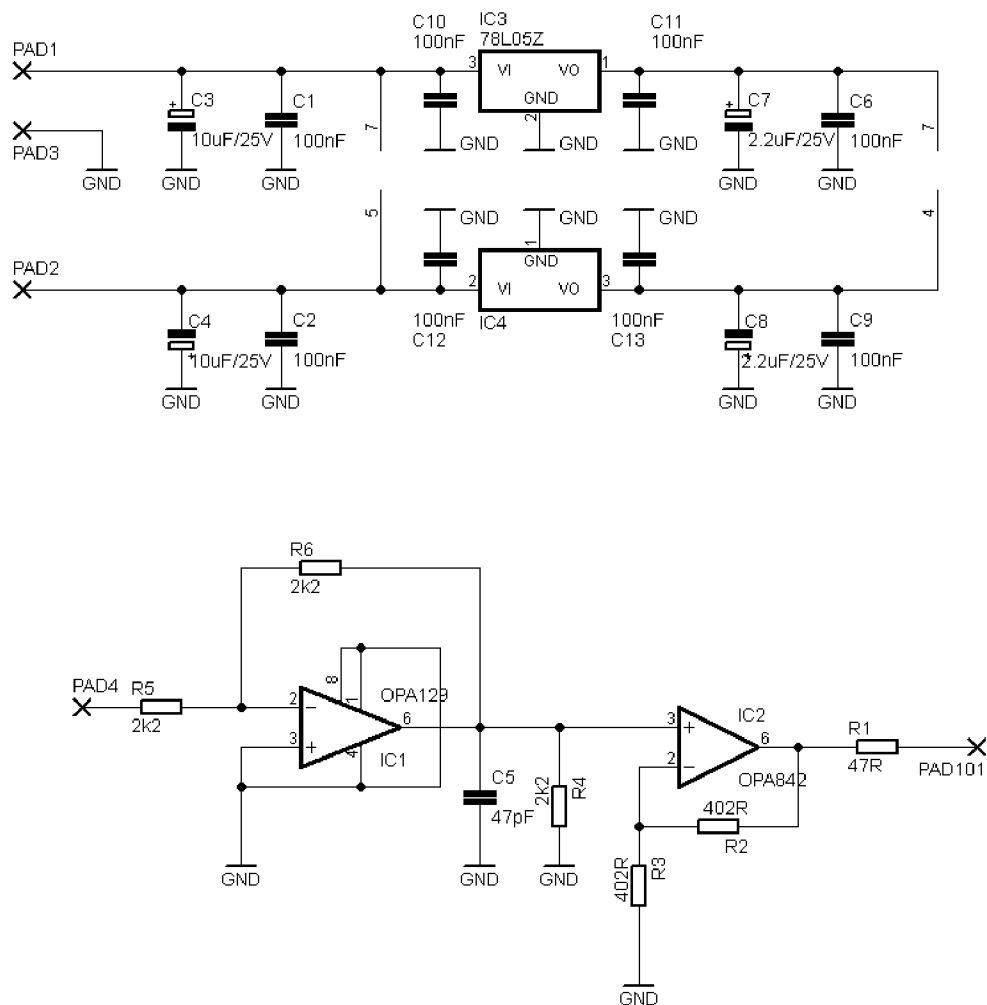 C10
100nF
IC3
78L05Z
C11
100nF
PAD1
3
VI
VO
1
GND
2
+
C3
10uF/25V
C1
100nF
7
+
C7
2.2uF/25V
C6
100nF
7
PAD3
GND
GND
GND
GND
GND
GND
GND
GND
5
GND
GND
GND
4
1
GND
PAD2
2
VI
VO
3
100nF
C12
IC4
100nF
C13
C4
+
10uF/25V
C2
100nF
C8
+
2.2uF/25V
C9
100nF
GND
GND
GND
GND
R6
2k2
PAD4
R5
2k2
2
3
8
1
4
6
OPA129
IC1
C5
47pF
2k2
R4
3
2
+
−
IC2
6
OPA842
R1
47R
PAD101
402R
R2
402R
R3
−
+
GND
GND
GND
GND